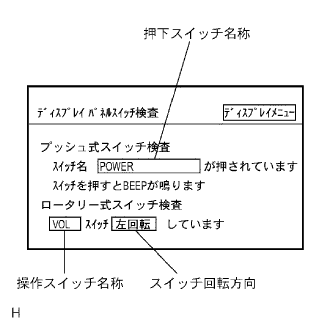 押下スイッチ名称
ﾃﾞｨｽﾌﾟﾚｲ ﾊﾟﾈﾙｽｲｯﾁ検査 ﾃﾞｨｽﾌﾟﾚｲﾒﾆｭｰ
プッシュ式スイッチ検査
ｽｲｯﾁ名 POWER が押されています
ｽｲｯﾁを押すとBEEPが鳴ります
ロータリー式スイッチ検査
VOL ｽｲｯﾁ 左回転 しています
操作スイッチ名称 スイッチ回転方向
H